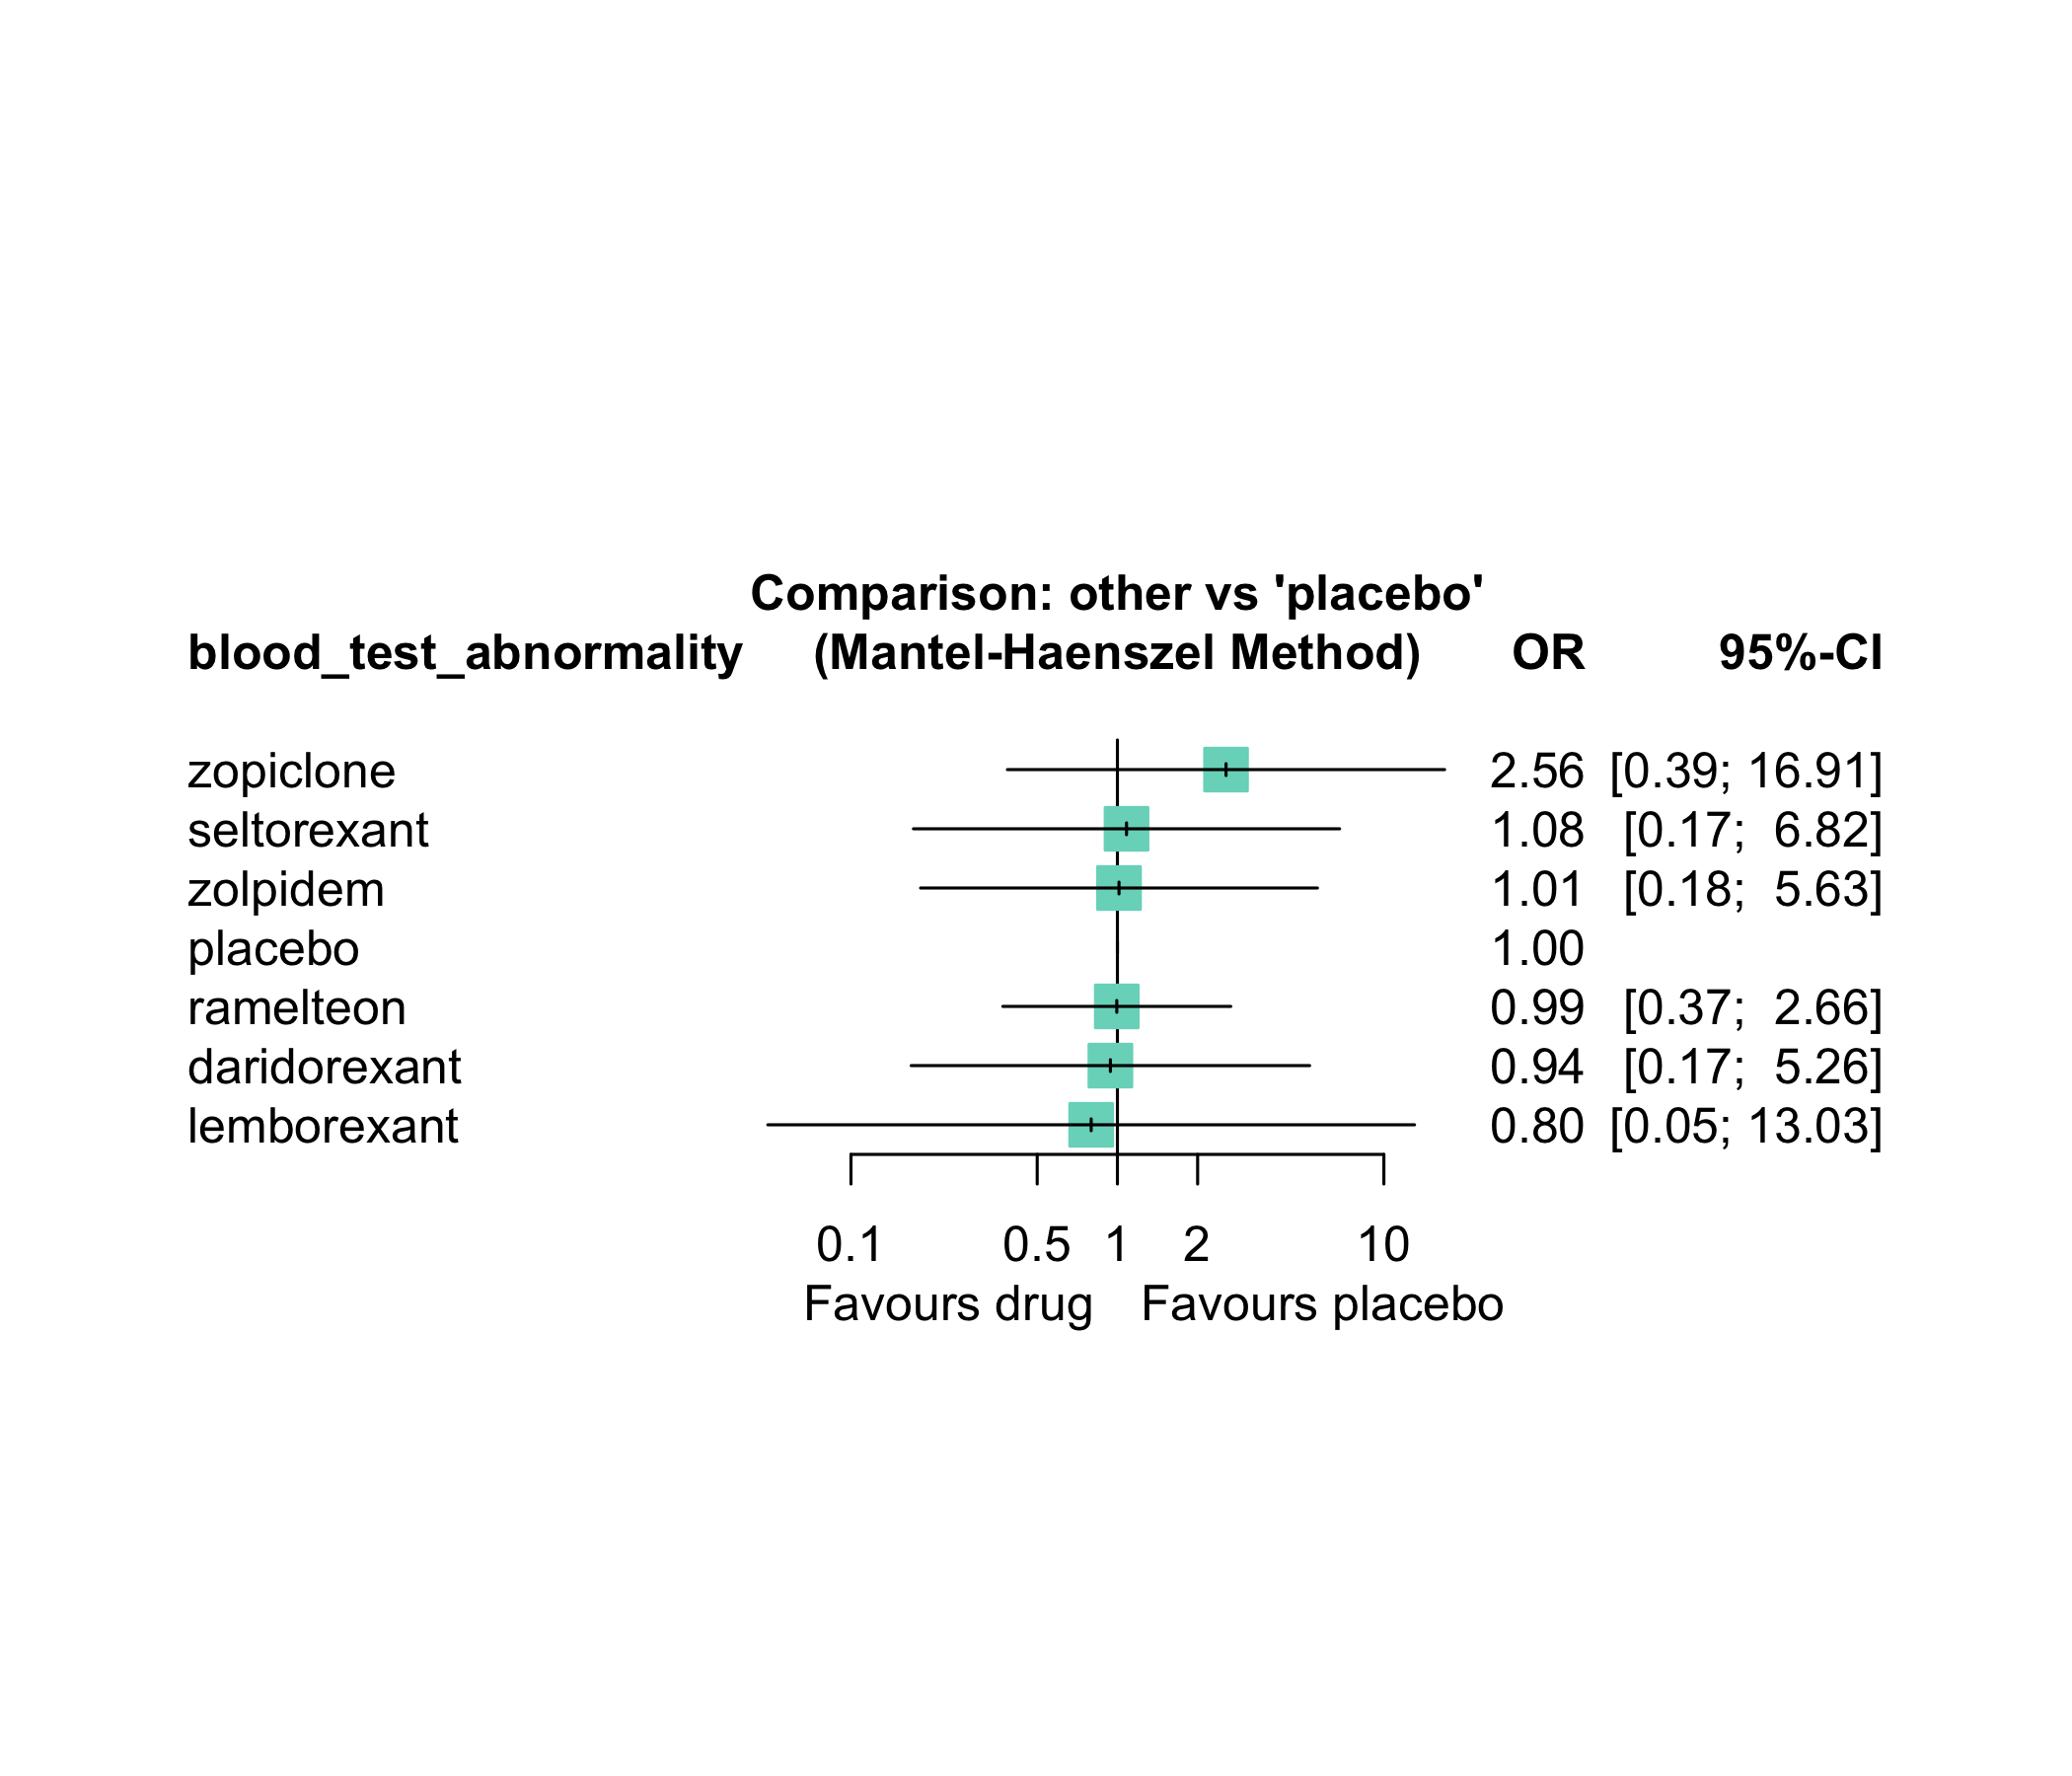 Comparison: other vs 'placebo'
blood_test_abnormality (Mantel-Haenszel Method) OR 95%-CI
zopiclone 2.56 [0.39; 16.91]
seltorexant 1.08 [0.17; 6.82]
zolpidem 1.01 [0.18; 5.63]
placebo 1.00
ramelteon 0.99 [0.37; 2.66]
daridorexant 0.94 [0.17; 5.26]
lemborexant 0.80 [0.05; 13.03]
0.1 0.5 1 2 10
Favours drug Favours placebo